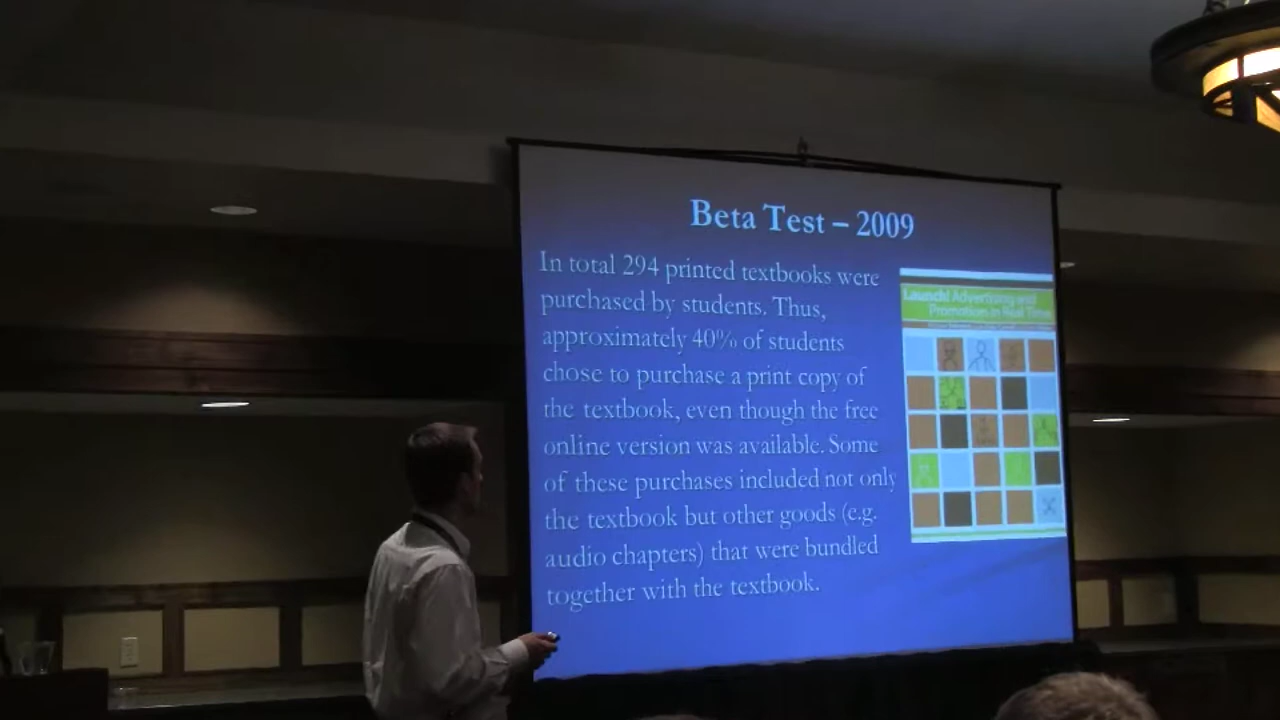 Beta Test – 2009
In total 294 printed textbooks were
purchased by students. Thus,
approximately 40% of students
chose to purchase a print copy of
the textbook, even though the free
online version was available. Some
of these purchases included not only
the textbook but other goods (e.g.
audio chapters) that were bundled
together with the textbook.
Launch! Advertising and
Promotion in Real Time